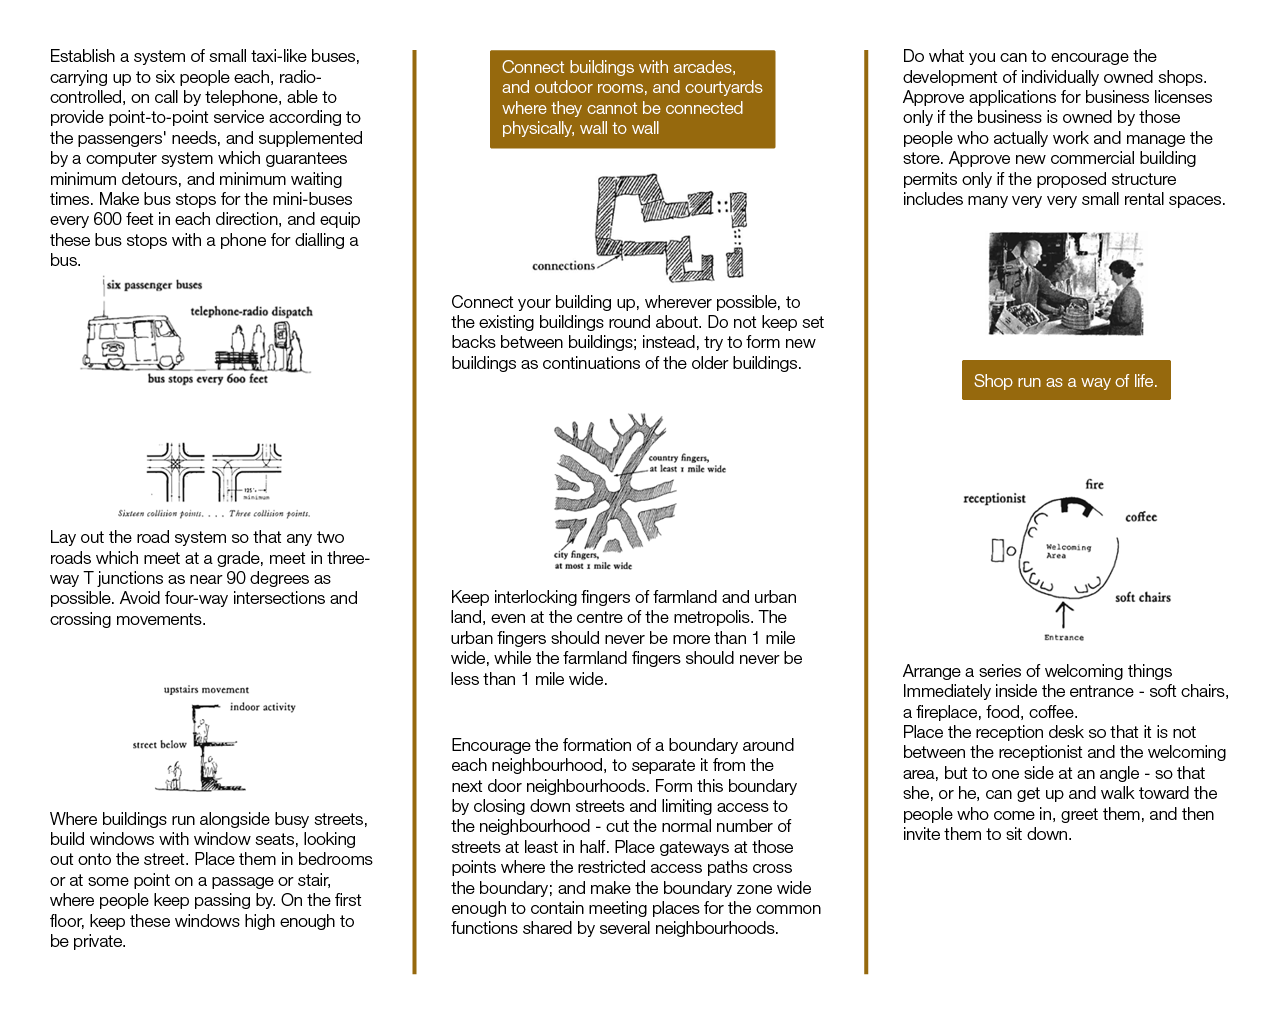 Establish a system of small taxi-like buses,
carrying up to six people each, radio-
controlled, on call by telephone, able to
provide point-to-point service according to
the passengers' needs, and supplemented
by a computer system which guarantees
minimum detours, and minimum waiting
times. Make bus stops for the mini-buses
every 600 feet in each direction, and equip
these bus stops with a phone for dialling a
bus.
six passenger buses
telephone-radio dispatch
bus stops every 600 feet
125'+
minimum
Sixteen collision points. . . . Three collision points.
Lay out the road system so that any two
roads which meet at a grade, meet in three-
way T junctions as near 90 degrees as
possible. Avoid four-way intersections and
crossing movements.
upstairs movement
indoor activity
street below
Where buildings run alongside busy streets,
build windows with window seats, looking
out onto the street. Place them in bedrooms
or at some point on a passage or stair,
where people keep passing by. On the first
floor, keep these windows high enough to
be private.
Connect buildings with arcades,
and outdoor rooms, and courtyards
where they cannot be connected
physically, wall to wall
connections
Connect your building up, wherever possible, to
the existing buildings round about. Do not keep set
backs between buildings; instead, try to form new
buildings as continuations of the older buildings.
country fingers,
at least 1 mile wide
city fingers,
at most 1 mile wide
Keep interlocking fingers of farmland and urban
land, even at the centre of the metropolis. The
urban fingers should never be more than 1 mile
wide, while the farmland fingers should never be
less than 1 mile wide.
Encourage the formation of a boundary around
each neighbourhood, to separate it from the
next door neighbourhoods. Form this boundary
by closing down streets and limiting access to
the neighbourhood - cut the normal number of
streets at least in half. Place gateways at those
points where the restricted access paths cross
the boundary; and make the boundary zone wide
enough to contain meeting places for the common
functions shared by several neighbourhoods.
Do what you can to encourage the
development of individually owned shops.
Approve applications for business licenses
only if the business is owned by those
people who actually work and manage the
store. Approve new commercial building
permits only if the proposed structure
includes many very very small rental spaces.
Shop run as a way of life.
fire
receptionist
coffee
Welcoming
Area
soft chairs
Entrance
Arrange a series of welcoming things
Immediately inside the entrance - soft chairs,
a fireplace, food, coffee.
Place the reception desk so that it is not
between the receptionist and the welcoming
area, but to one side at an angle - so that
she, or he, can get up and walk toward the
people who come in, greet them, and then
invite them to sit down.